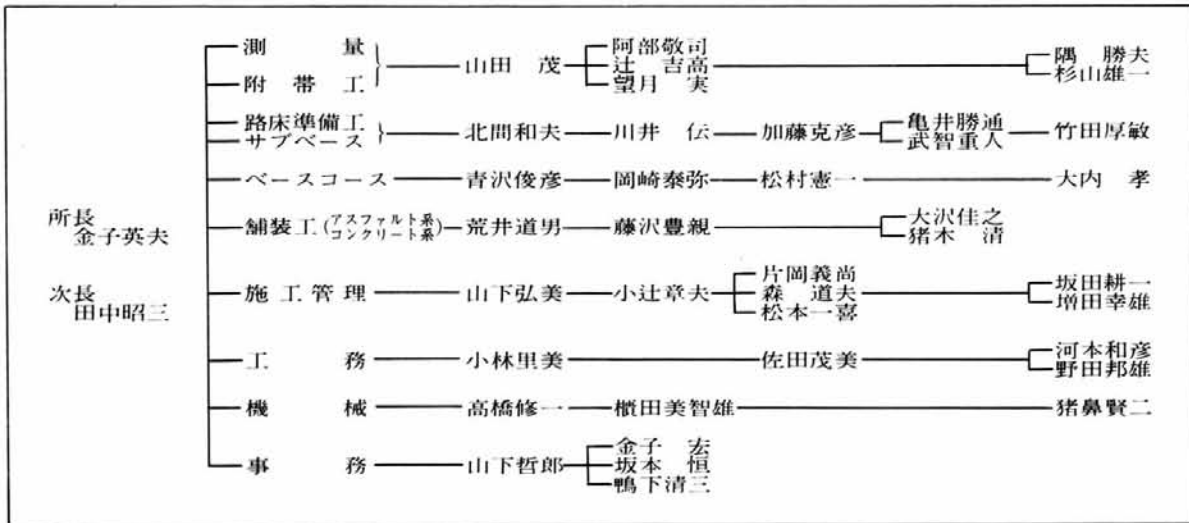 測量
附帯工
山田 茂
阿部敬司
辻 吉高
望月 実
隅 勝夫
杉山雄一
路床準備工
サブベース
北間和夫
川井 伝
加藤克彦
亀井勝通
武智重人
竹田厚敏
ベースコース
青沢俊彦
岡崎泰弥
松村憲一
大内 孝
所長
金子英夫
舗装工(アスファルト系
コンクリート系)
荒井道男
藤沢豊親
大沢佳之
猪木 清
次長
田中昭三
施工管理
山下弘美
小辻章夫
片岡義尚
森 道夫
松本一喜
坂田耕一
増田幸雄
工務
小林里美
佐田茂美
河本和彦
野田邦雄
機械
高橋修一
櫃田美智雄
猪鼻賢二
事務
山下哲郎
金子 宏
坂本 恒
鴨下清三